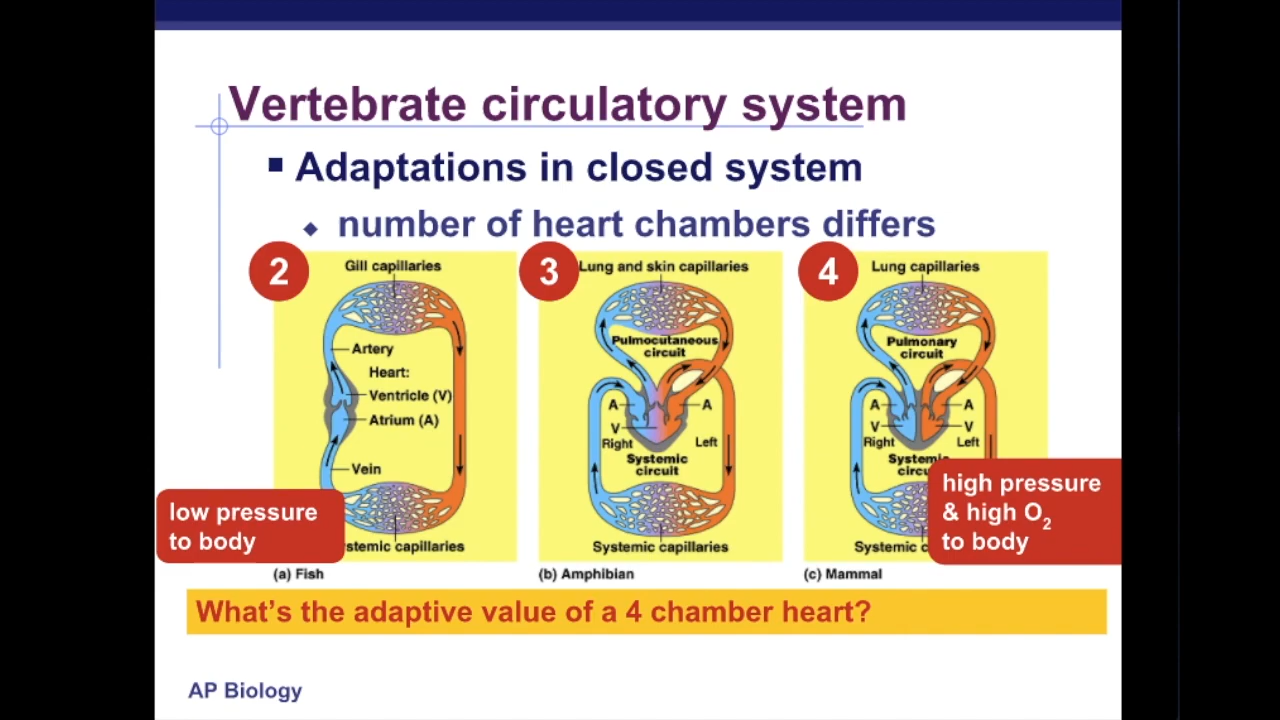 Vertebrate circulatory system
Adaptations in closed system
number of heart chambers differs
2
Gill capillaries
Artery
Heart:
Ventricle (V)
Atrium (A)
Vein
low pressure
to body
stemic capillaries
(a) Fish
3
Lung and skin capillaries
Pulmocutaneous
circuit
A
A
V
Right
Left
Systemic
circuit
Systemic capillaries
(b) Amphibian
4
Lung capillaries
Pulmonary
circuit
A
A
V
V
Right
Left
Systemic
circu
Systemic c
high pressure
& high O2
to body
(c) Mammal
What's the adaptive value of a 4 chamber heart?
AP Biology